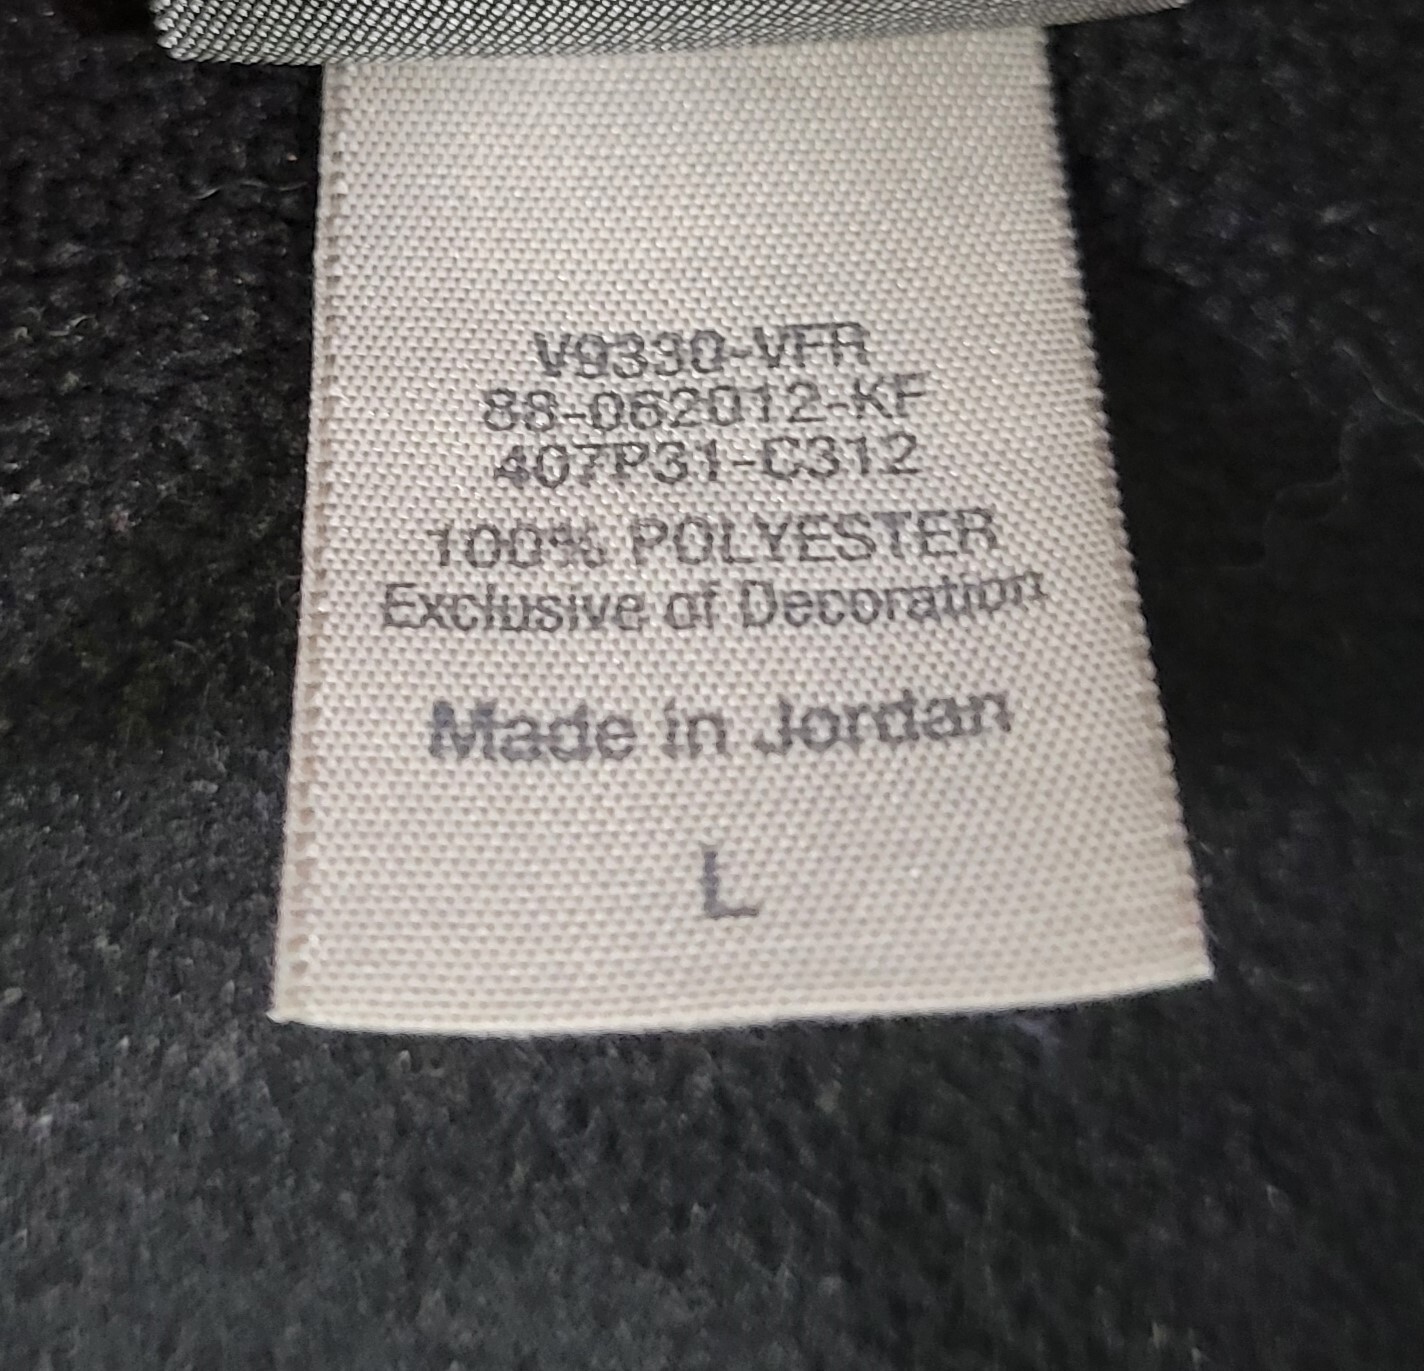 V9330-VFR
88-062012-KF
407P31-C312
100% POLYESTER
Exclusive of Decoration
Made in Jordan
L